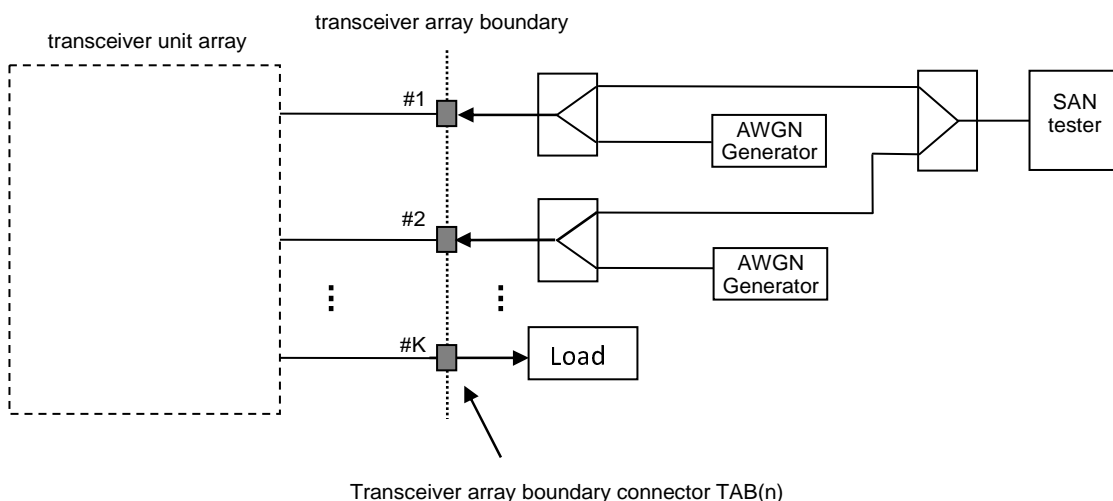 transceiver array boundary
transceiver unit array
#1
SAN
tester
AWGN
Generator
#2
AWGN
Generator
#K
Load
Transceiver array boundary connector TAB(n)